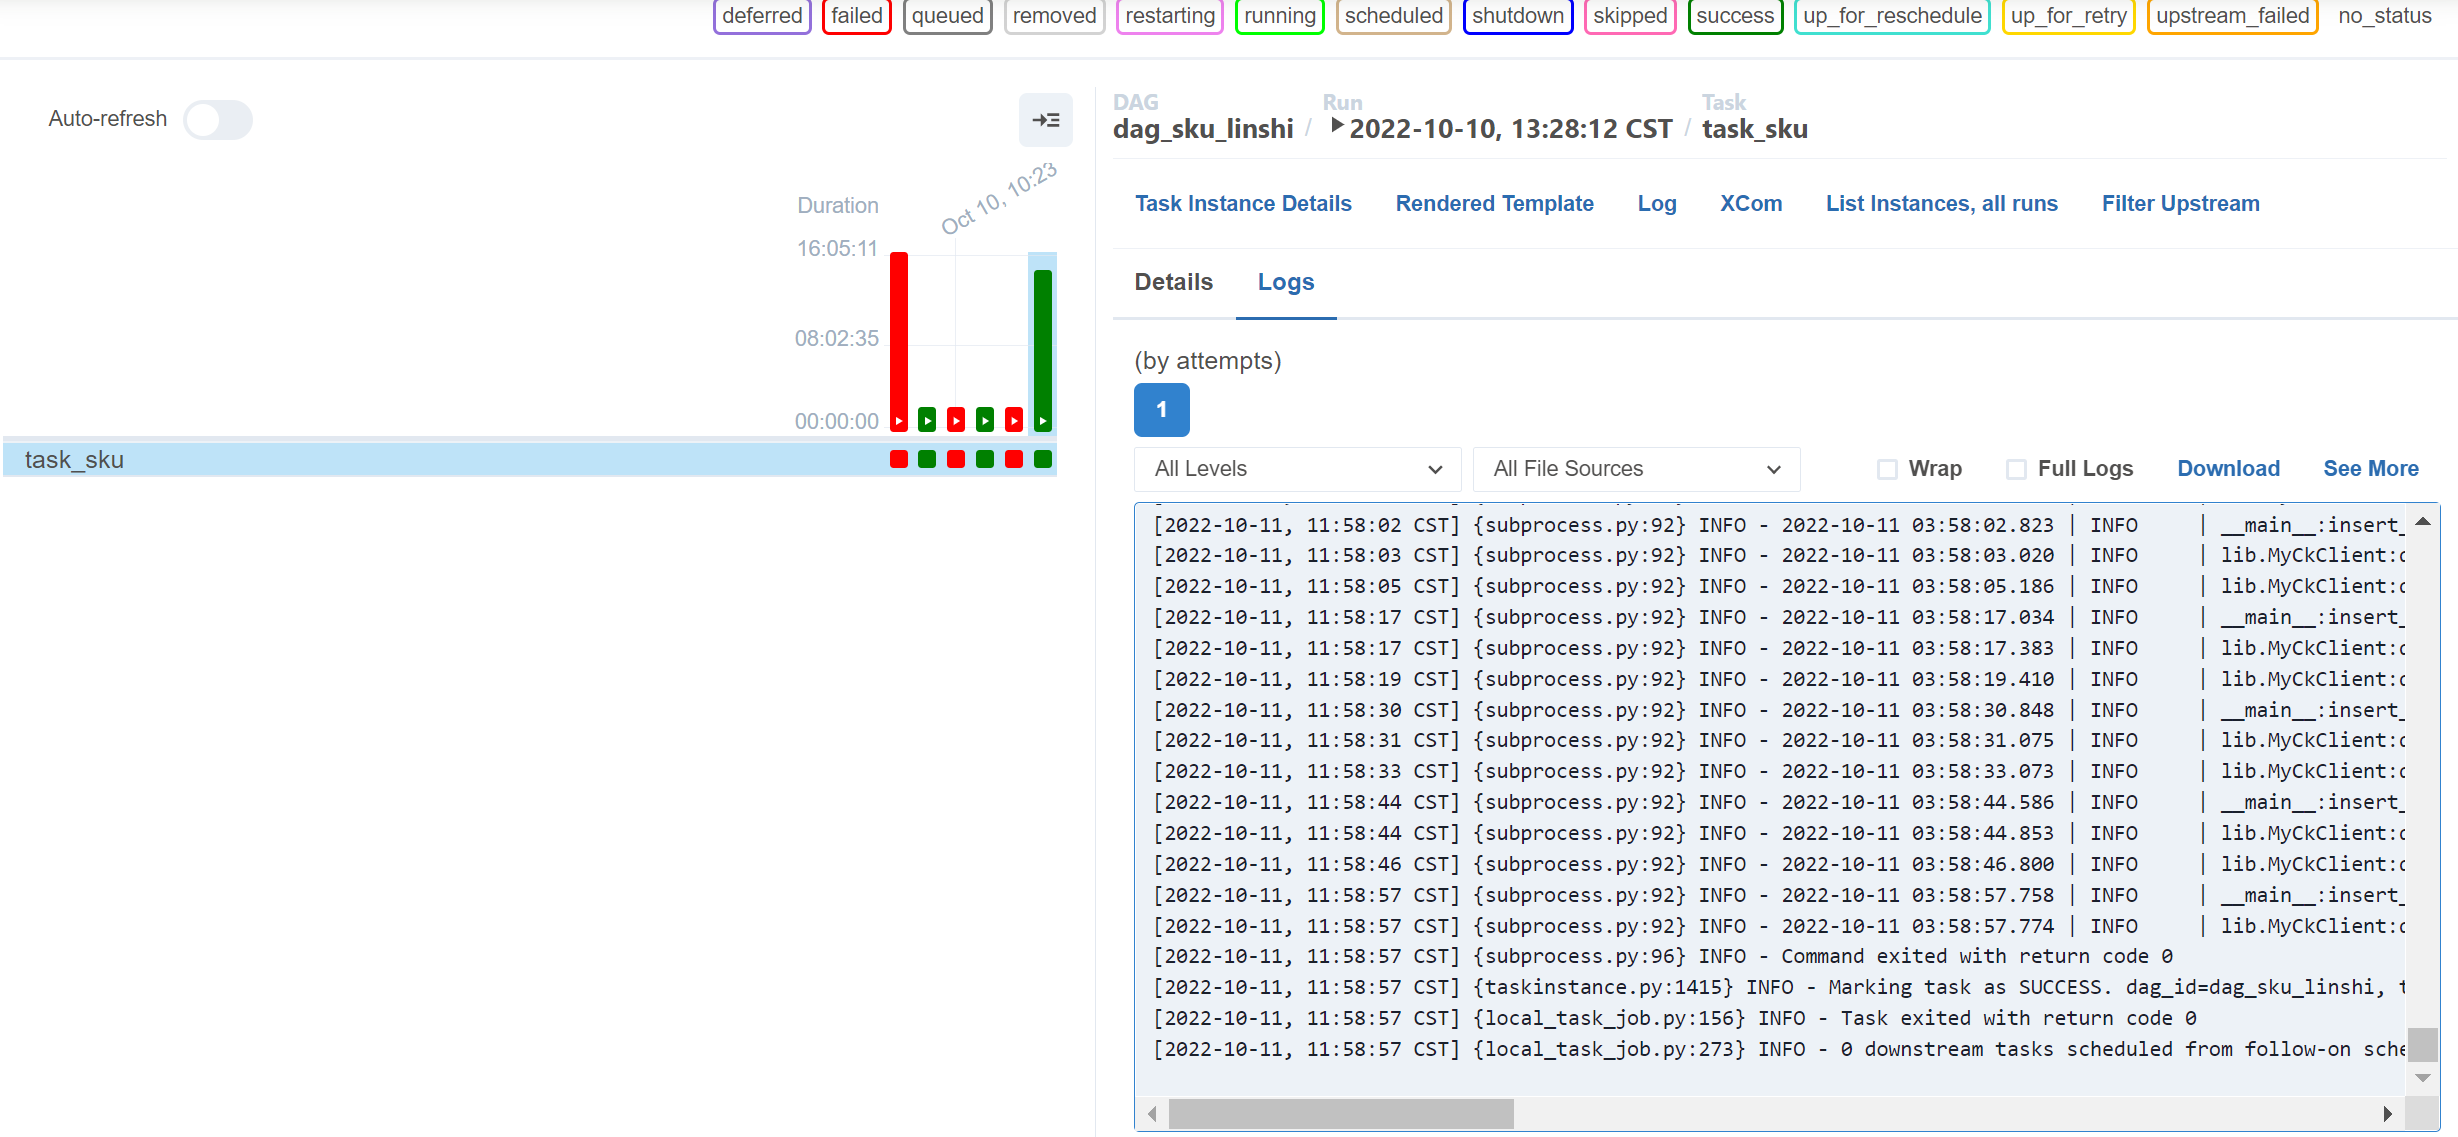 deferred failed queued removed restarting running scheduled shutdown skipped success up_for_reschedule up_for_retry upstream_failed no_status
Auto-refresh
Duration
Oct 10, 10:23
16:05:11
08:02:35
00:00:00
task_sku
DAG Run Task
dag_sku_linshi / 2022-10-10, 13:28:12 CST / task_sku
Task Instance Details Rendered Template Log XCom List Instances, all runs Filter Upstream
Details Logs
(by attempts)
1
All Levels All File Sources Wrap Full Logs Download See More
[2022-10-11, 11:58:02 CST] {subprocess.py:92} INFO - 2022-10-11 03:58:02.823 | INFO | __main__:insert_
[2022-10-11, 11:58:03 CST] {subprocess.py:92} INFO - 2022-10-11 03:58:03.020 | INFO | lib.MyCkClient:
[2022-10-11, 11:58:05 CST] {subprocess.py:92} INFO - 2022-10-11 03:58:05.186 | INFO | lib.MyCkClient:
[2022-10-11, 11:58:17 CST] {subprocess.py:92} INFO - 2022-10-11 03:58:17.034 | INFO | __main__:insert_
[2022-10-11, 11:58:17 CST] {subprocess.py:92} INFO - 2022-10-11 03:58:17.383 | INFO | lib.MyCkClient:
[2022-10-11, 11:58:19 CST] {subprocess.py:92} INFO - 2022-10-11 03:58:19.410 | INFO | lib.MyCkClient:
[2022-10-11, 11:58:30 CST] {subprocess.py:92} INFO - 2022-10-11 03:58:30.848 | INFO | __main__:insert_
[2022-10-11, 11:58:31 CST] {subprocess.py:92} INFO - 2022-10-11 03:58:31.075 | INFO | lib.MyCkClient:
[2022-10-11, 11:58:33 CST] {subprocess.py:92} INFO - 2022-10-11 03:58:33.073 | INFO | lib.MyCkClient:
[2022-10-11, 11:58:44 CST] {subprocess.py:92} INFO - 2022-10-11 03:58:44.586 | INFO | __main__:insert_
[2022-10-11, 11:58:44 CST] {subprocess.py:92} INFO - 2022-10-11 03:58:44.853 | INFO | lib.MyCkClient:
[2022-10-11, 11:58:46 CST] {subprocess.py:92} INFO - 2022-10-11 03:58:46.800 | INFO | lib.MyCkClient:
[2022-10-11, 11:58:57 CST] {subprocess.py:92} INFO - 2022-10-11 03:58:57.758 | INFO | __main__:insert_
[2022-10-11, 11:58:57 CST] {subprocess.py:92} INFO - 2022-10-11 03:58:57.774 | INFO | lib.MyCkClient:
[2022-10-11, 11:58:57 CST] {subprocess.py:96} INFO - Command exited with return code 0
[2022-10-11, 11:58:57 CST] {taskinstance.py:1415} INFO - Marking task as SUCCESS. dag_id=dag_sku_linshi, t
[2022-10-11, 11:58:57 CST] {local_task_job.py:156} INFO - Task exited with return code 0
[2022-10-11, 11:58:57 CST] {local_task_job.py:273} INFO - 0 downstream tasks scheduled from follow-on sche